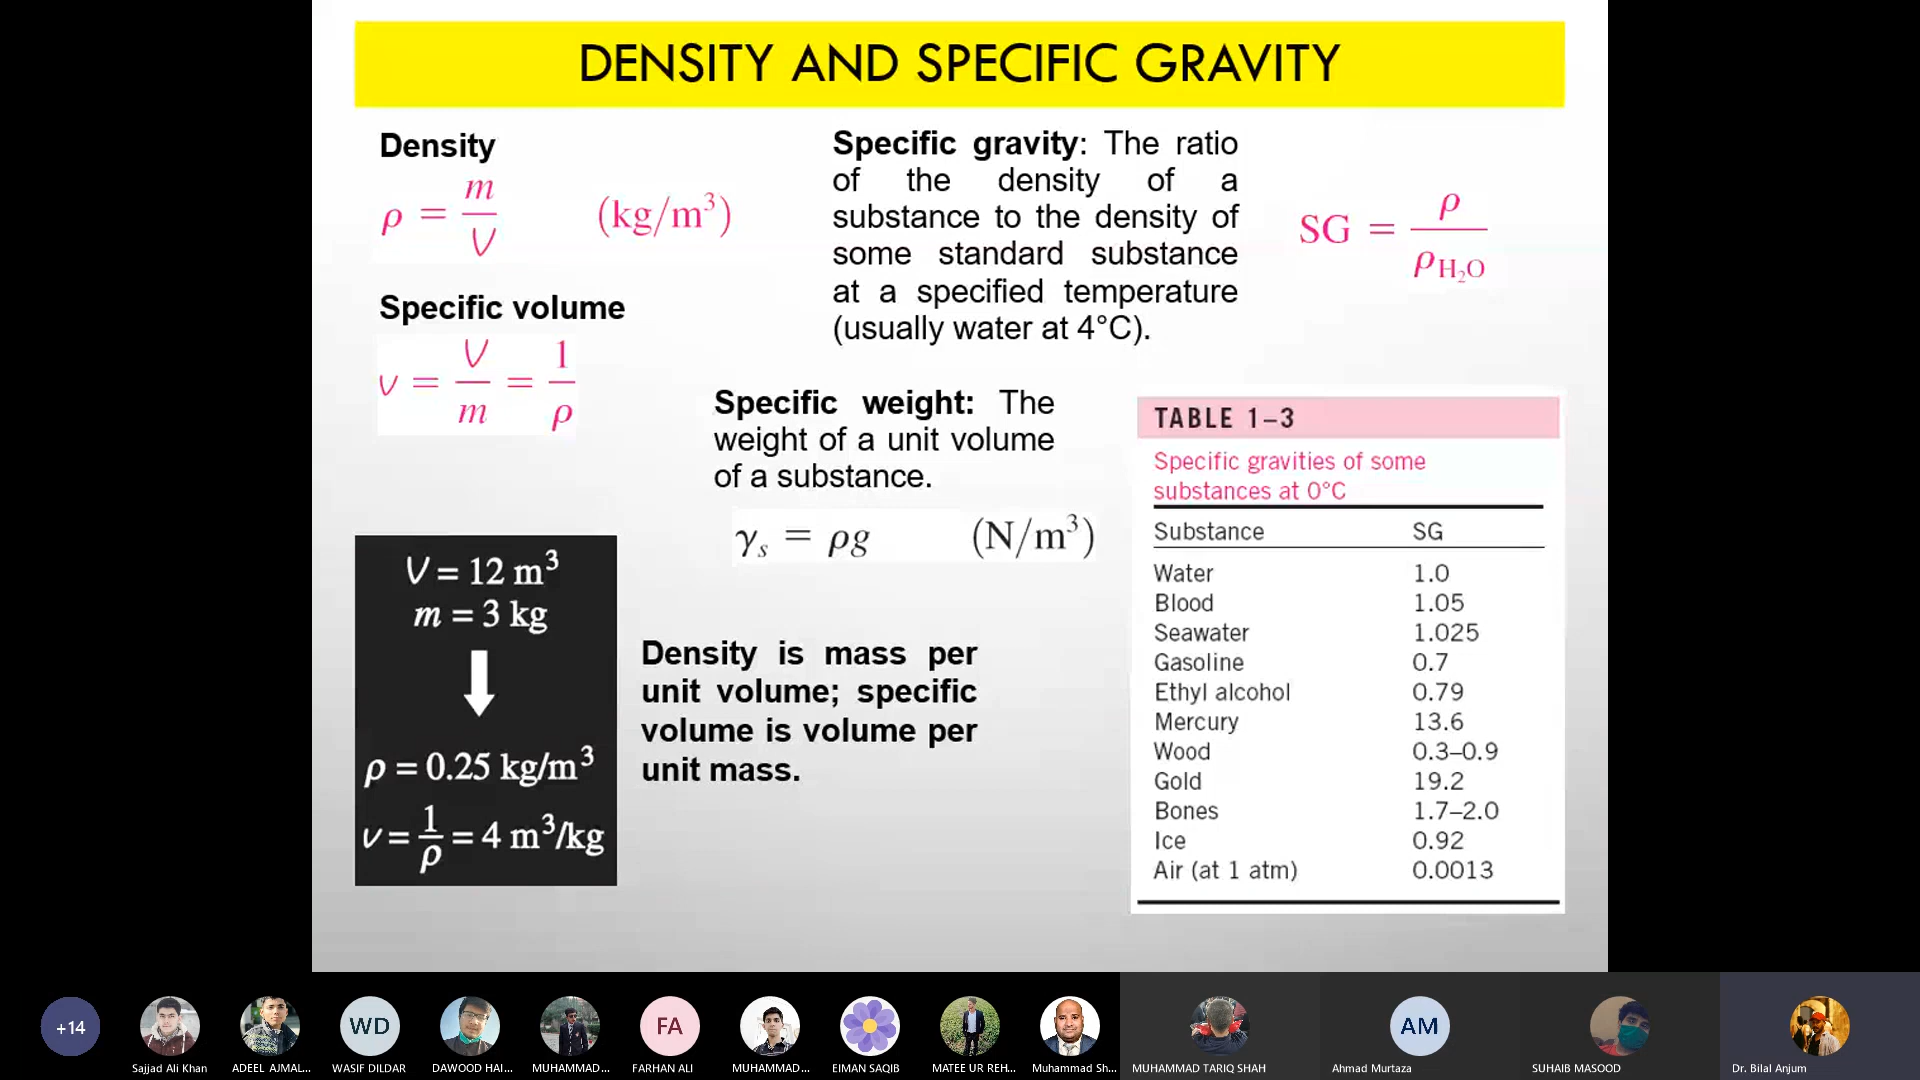 DENSITY AND SPECIFIC GRAVITY
Density
ρ = m / V (kg/m³)
Specific volume
v = V / m = 1 / ρ
Specific gravity: The ratio
of the density of a
substance to the density of
some standard substance
at a specified temperature
(usually water at 4°C).
SG = ρ / ρH₂O
Specific weight: The
weight of a unit volume
of a substance.
γs = ρg (N/m³)
V = 12 m³
m = 3 kg
ρ = 0.25 kg/m³
v = 1/ρ = 4 m³/kg
Density is mass per
unit volume; specific
volume is volume per
unit mass.
TABLE 1–3
Specific gravities of some
substances at 0°C
Substance SG
Water 1.0
Blood 1.05
Seawater 1.025
Gasoline 0.7
Ethyl alcohol 0.79
Mercury 13.6
Wood 0.3–0.9
Gold 19.2
Bones 1.7–2.0
Ice 0.92
Air (at 1 atm) 0.0013
+14
WD
FA
AM
Sajjad Ali Khan
ADEEL AJMAL...
WASIF DILDAR
DAWOOD HAI...
MUHAMMAD...
FARHAN ALI
MUHAMMAD...
EIMAN SAQIB
MATEE UR REH...
Muhammad Sh...
MUHAMMAD TARIQ SHAH
Ahmad Murtaza
SUHAIB MASOOD
Dr. Bilal Anjum